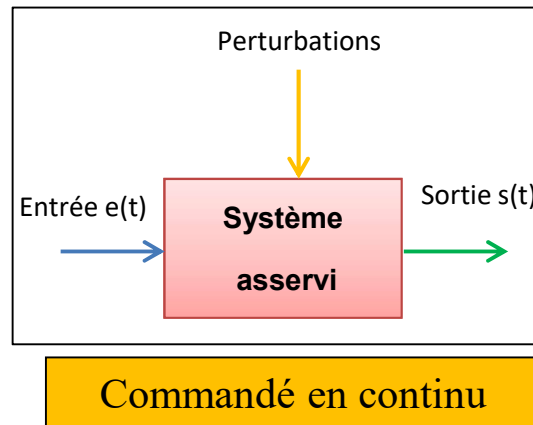 Perturbations
Entrée e(t)
Système
asservi
Sortie s(t)
Commandé en continu